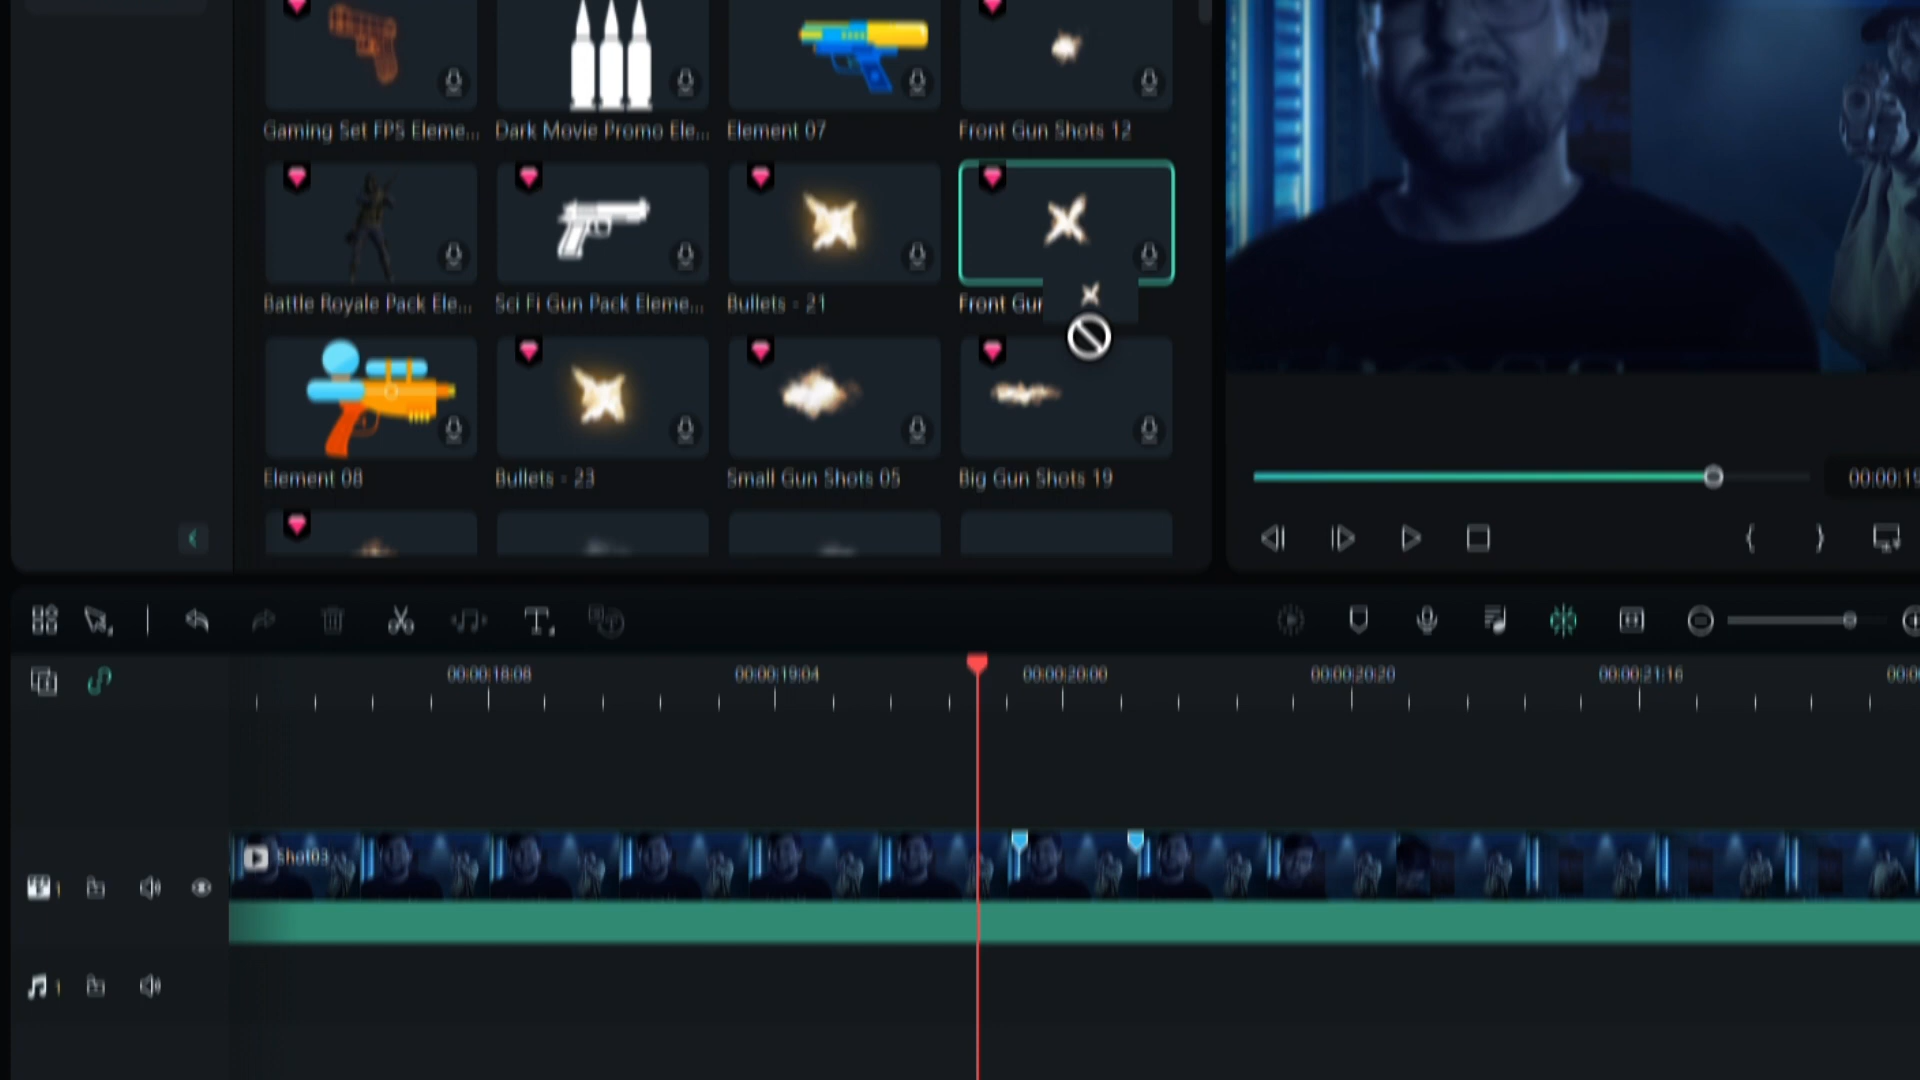 Gaming Set FPS Eleme...
Dark Movie Promo Ele...
Element 07
Front Gun Shots 12
Battle Royale Pack Ele...
Sci Fi Gun Pack Eleme...
Bullets - 21
Front Gun
Element 08
Bullets - 23
Small Gun Shots 05
Big Gun Shots 19
00:00:19
00:00:18:08
00:00:19:04
00:00:20:00
00:00:20:20
00:00:21:16
Shot03
1
1